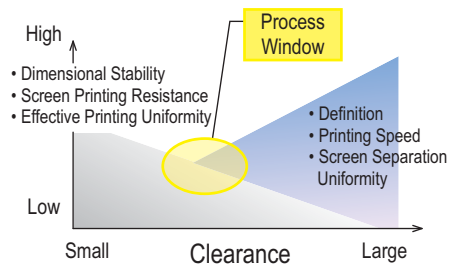 High
Process
Window
• Dimensional Stability
• Screen Printing Resistance
• Effective Printing Uniformity
• Definition
• Printing Speed
• Screen Separation
Uniformity
Low
Small
Clearance
Large